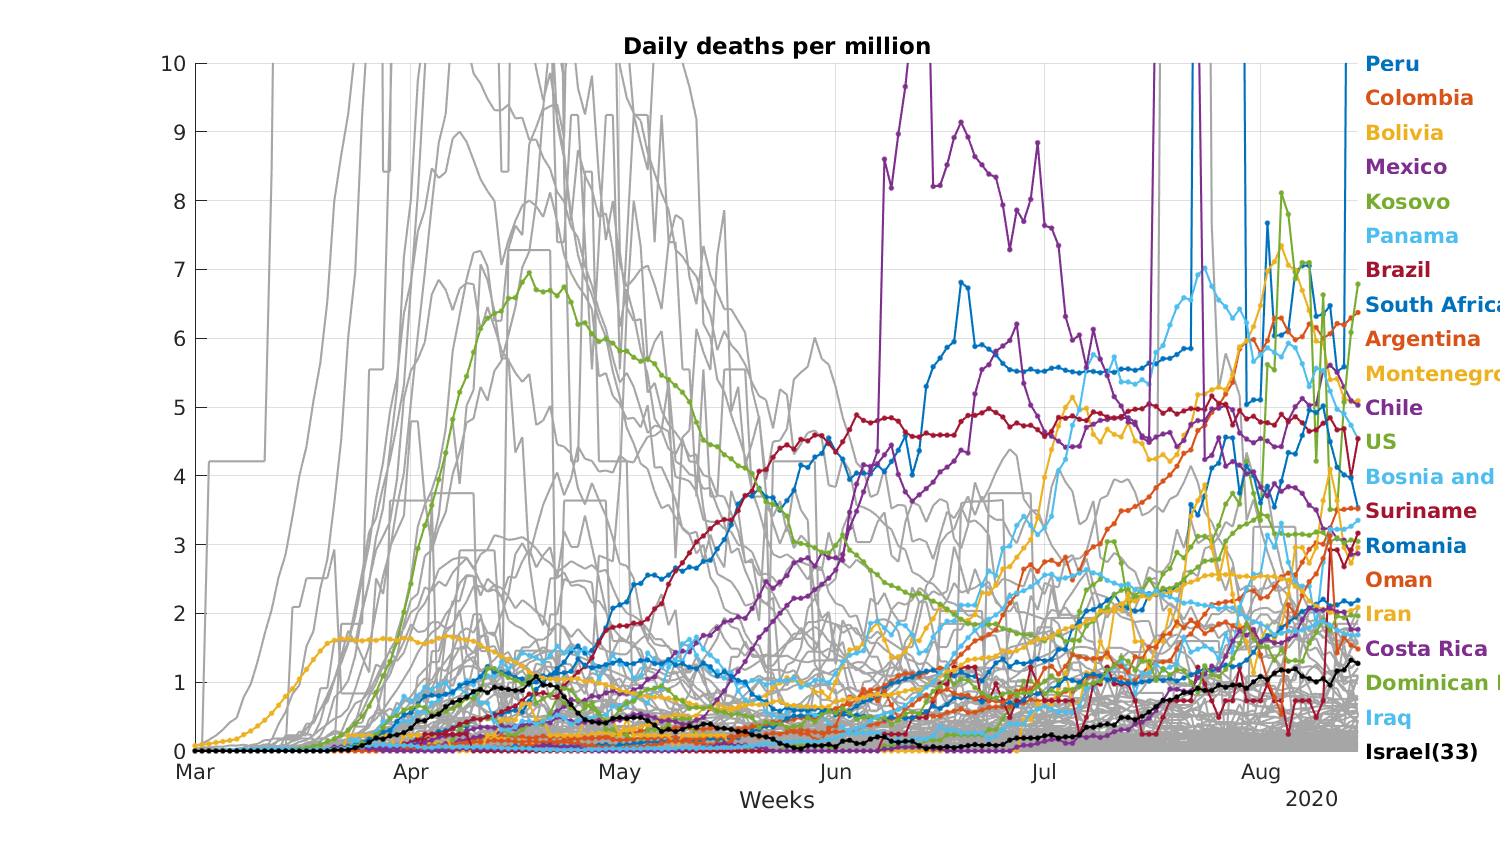 Daily deaths per million
10
9
8
7
6
5
4
3
2
1
0
Mar
Apr
May
Jun
Jul
Aug
Weeks
2020
Peru
Colombia
Bolivia
Mexico
Kosovo
Panama
Brazil
South Africa
Argentina
Montenegro
Chile
US
Bosnia and
Suriname
Romania
Oman
Iran
Costa Rica
Dominican
Iraq
Israel(33)